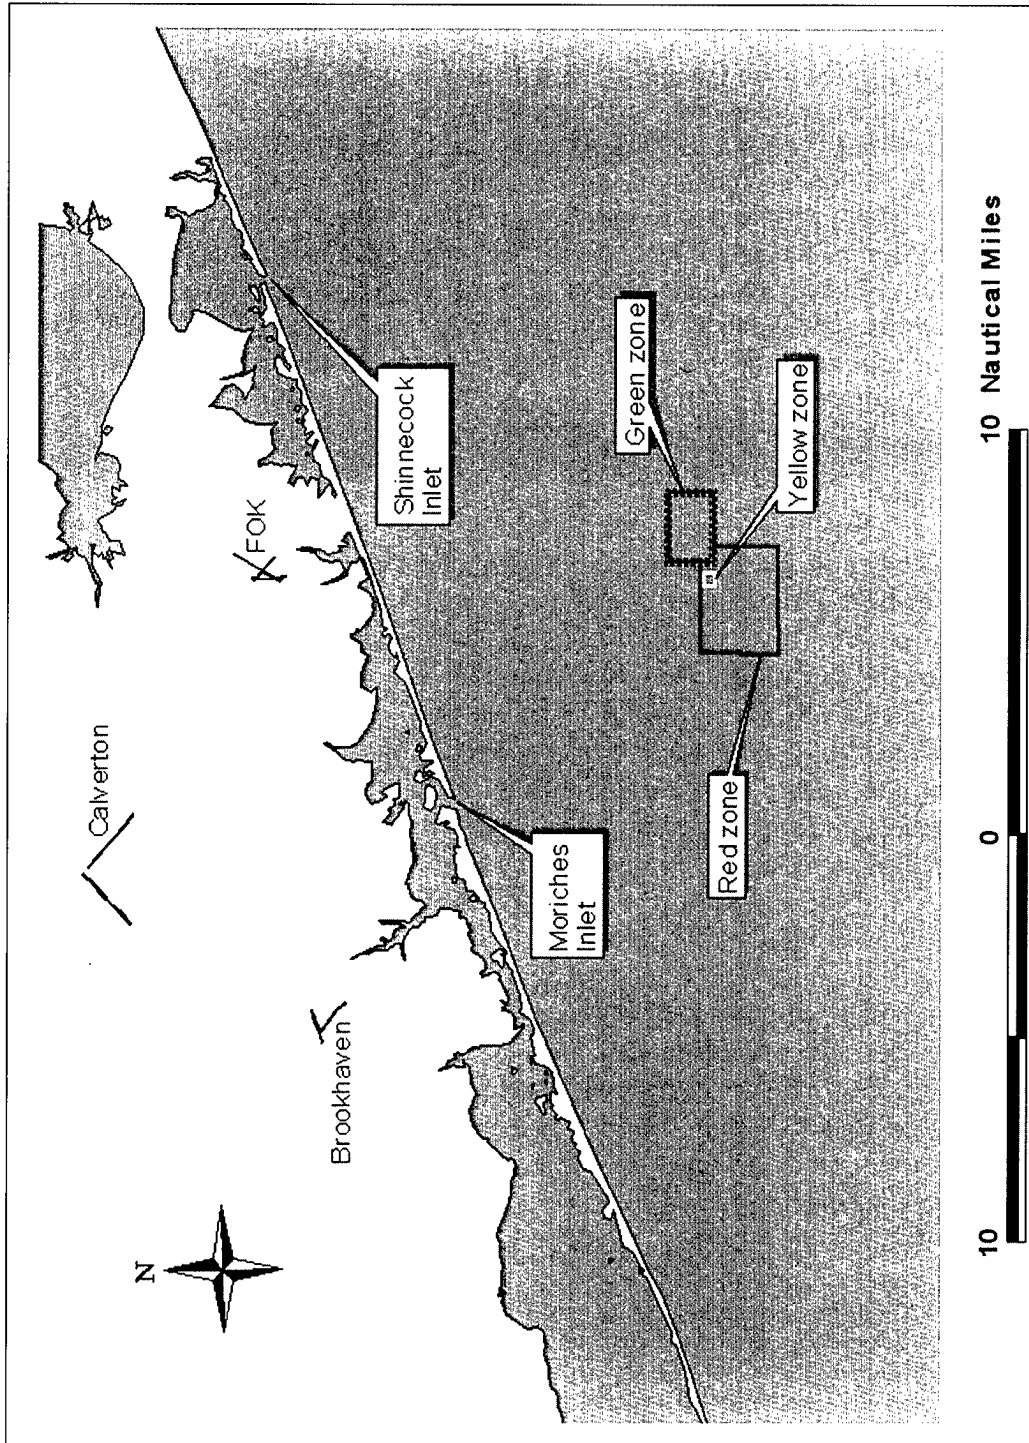 N
Calverton
Brookhaven
FOK
Shinnecock
Inlet
Moriches
Inlet
Green zone
Yellow zone
Red zone
10
0
10 Nautical Miles